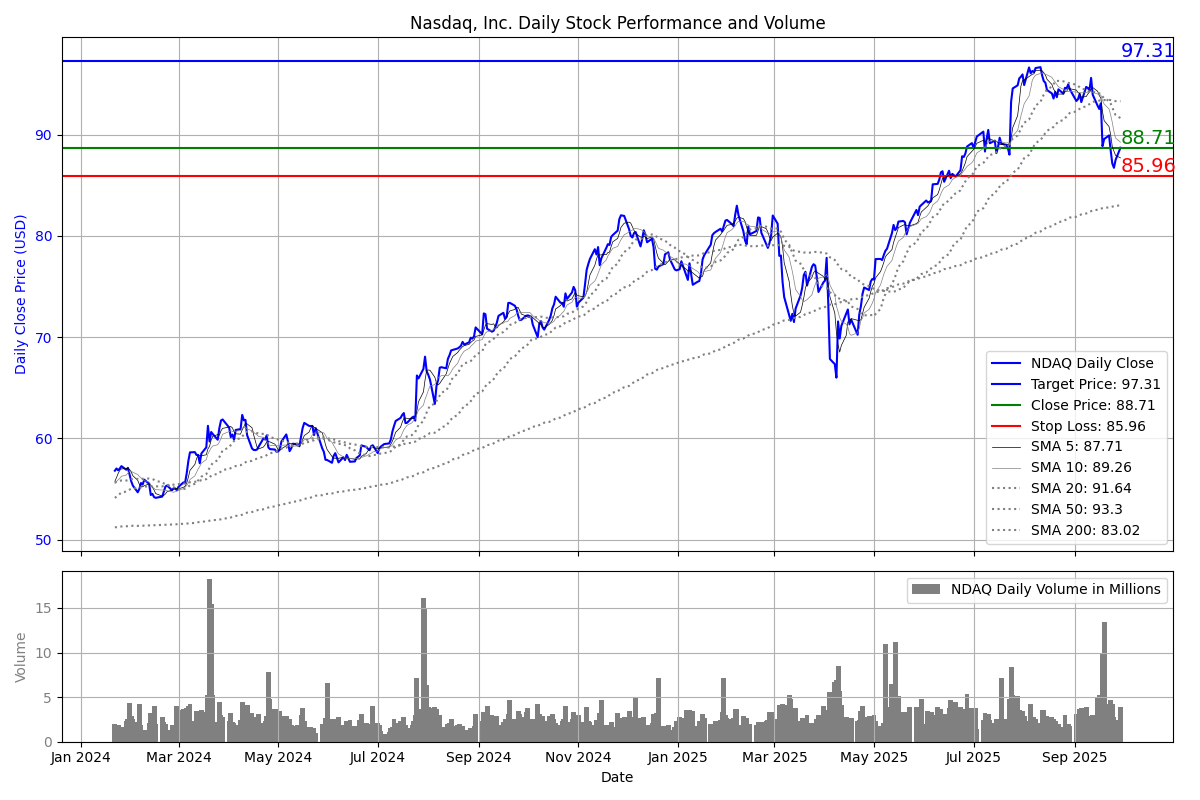 Nasdaq, Inc. Daily Stock Performance and Volume
Daily Close Price (USD)
90
80
70
60
50
97.31
88.71
85.96
NDAQ Daily Close
Target Price: 97.31
Close Price: 88.71
Stop Loss: 85.96
SMA 5: 87.71
SMA 10: 89.26
SMA 20: 91.64
SMA 50: 93.3
SMA 200: 83.02
Volume
15
10
5
0
NDAQ Daily Volume in Millions
Jan 2024 Mar 2024 May 2024 Jul 2024 Sep 2024 Nov 2024 Jan 2025 Mar 2025 May 2025 Jul 2025 Sep 2025
Date